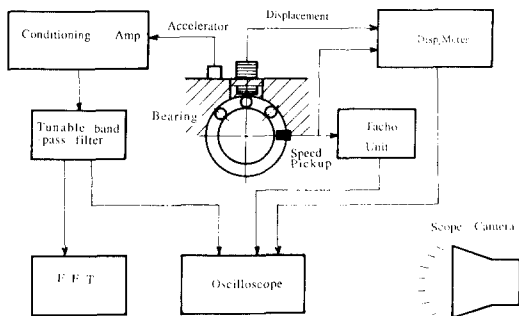 Conditioning Amp
Accelerator
Displacement
Disp,Meter
Bearing
Tunable band
pass filter
Speed
Pickup
Tacho
Unit
F F T
Oscilloscope
Scope Camera